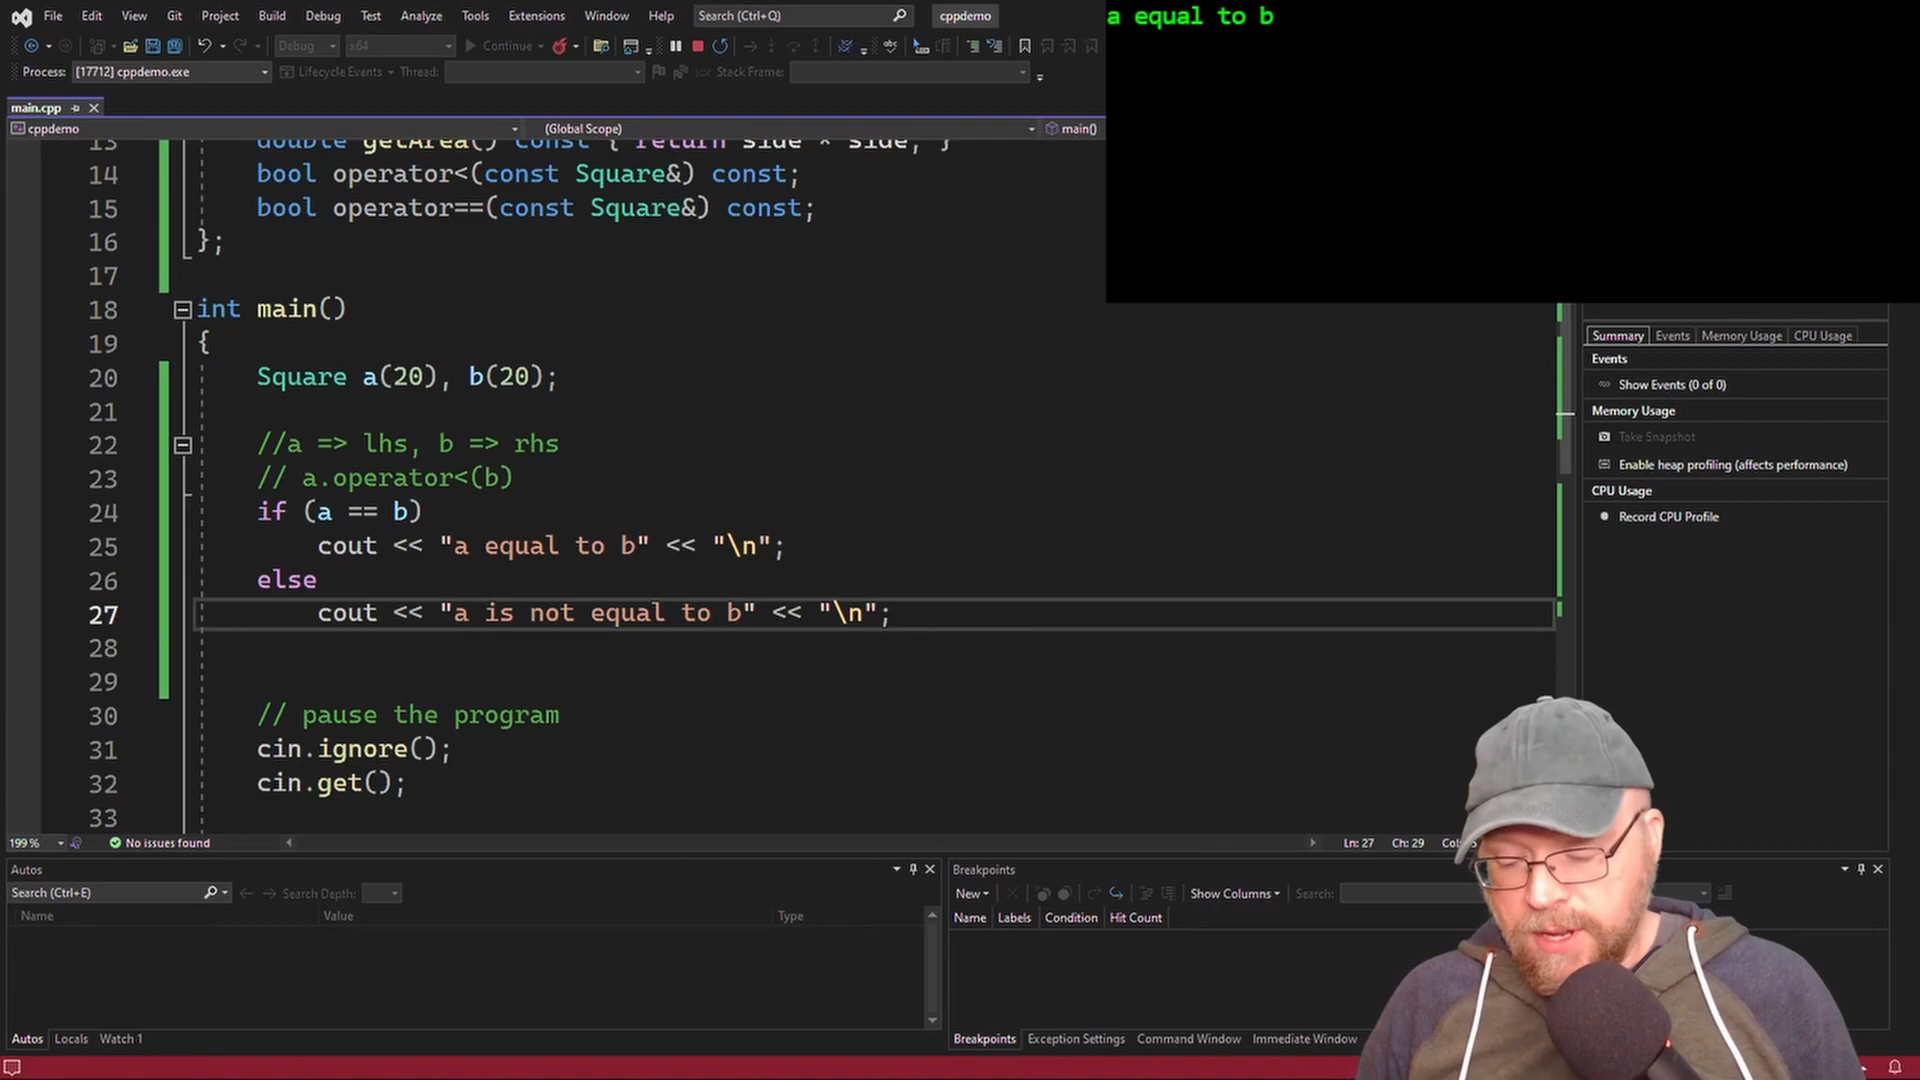 File Edit View Git Project Build Debug Test Analyze Tools Extensions Window Help Search (Ctrl+Q) cppdemo
a equal to b
Debug x64 Continue
Process: [17712] cppdemo.exe Lifecycle Events Thread: Stack Frame:
main.cpp
cppdemo (Global Scope) main()
13 double getArea() const { return side * side; }
14 bool operator<(const Square&) const;
15 bool operator==(const Square&) const;
16 };
17
18 int main()
19 {
20 Square a(20), b(20);
21
22 //a => lhs, b => rhs
23 // a.operator<(b)
24 if (a == b)
25 cout << "a equal to b" << "\n";
26 else
27 cout << "a is not equal to b" << "\n";
28
29
30 // pause the program
31 cin.ignore();
32 cin.get();
33
Summary Events Memory Usage CPU Usage
Events
Show Events (0 of 0)
Memory Usage
Take Snapshot
Enable heap profiling (affects performance)
CPU Usage
Record CPU Profile
199 % No issues found Ln: 27 Ch: 29
Autos
Search (Ctrl+E) Search Depth:
Name Value Type
Autos Locals Watch 1
Breakpoints
New Show Columns Search:
Name Labels Condition Hit Count
Breakpoints Exception Settings Command Window Immediate Window